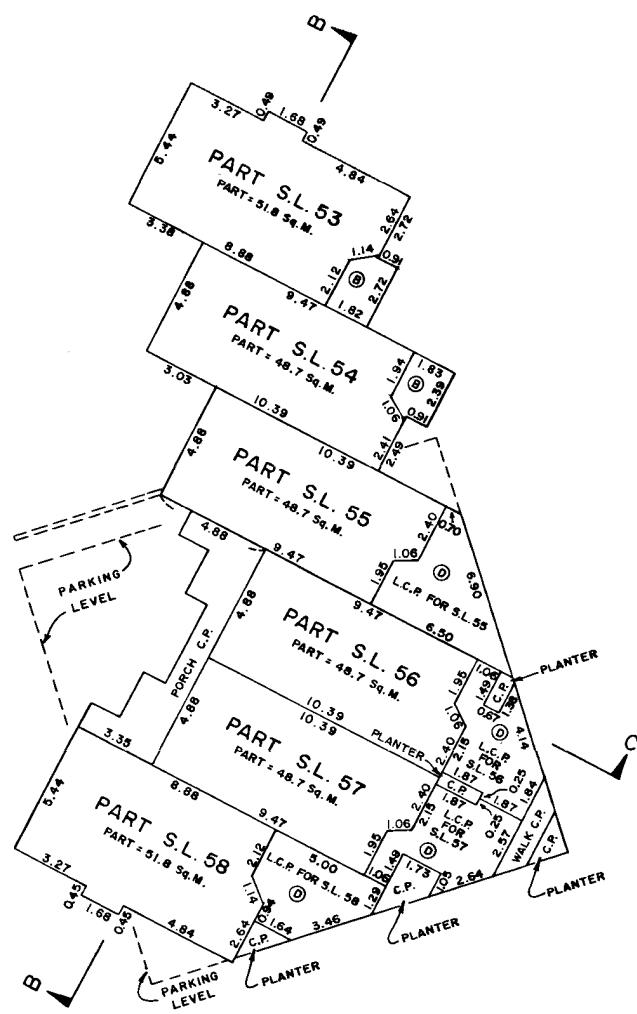 B
3.27
0.49
1.68
0.49
4.84
5.44
PART S.L. 53
PART = 51.8 Sq. M.
2.64
2.72
3.38
8.88
1.14
0.91
2.12
B
2.72
1.82
4.88
9.47
PART S.L. 54
PART = 48.7 Sq. M.
1.94
1.83
B
2.39
1.06
0.91
3.03
10.39
2.41
2.49
4.88
10.39
PART S.L. 55
PART = 48.7 Sq. M.
2.40
0.70
4.88
9.47
1.06
1.95
D
6.90
L.C.P. FOR S.L. 55
PARKING
LEVEL
PORCH C.P.
4.88
9.47
6.50
PART S.L. 56
PART = 48.7 Sq. M.
1.95
1.06
1.49
C.P.
1.38
PLANTER
0.67
1.06
D
4.14
4.88
10.39
10.39
PLANTER
2.40
2.15
L.C.P.
FOR
S.L. 56
C
PART S.L. 57
PART = 48.7 Sq. M.
1.87
C.P.
1.87
0.25
1.87
1.84
3.35
8.88
2.40
2.15
L.C.P.
FOR
S.L. 57
0.25
2.57
WALK C.P.
C.P.
5.44
9.47
1.06
1.95
D
PART S.L. 58
PART = 51.8 Sq. M.
2.12
5.00
1.49
1.06
1.73
1.05
2.64
L.C.P. FOR S.L. 58
1.29
C.P.
PLANTER
3.27
0.45
1.68
0.45
4.84
1.14
D
0.94
1.64
3.46
2.64
C.P.
PLANTER
PLANTER
B
PARKING
LEVEL